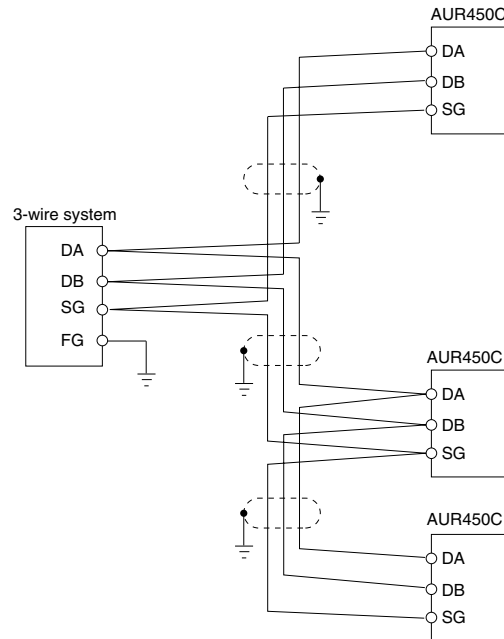 AUR450C
DA
DB
SG
3-wire system
DA
DB
SG
FG
AUR450C
DA
DB
SG
AUR450C
DA
DB
SG